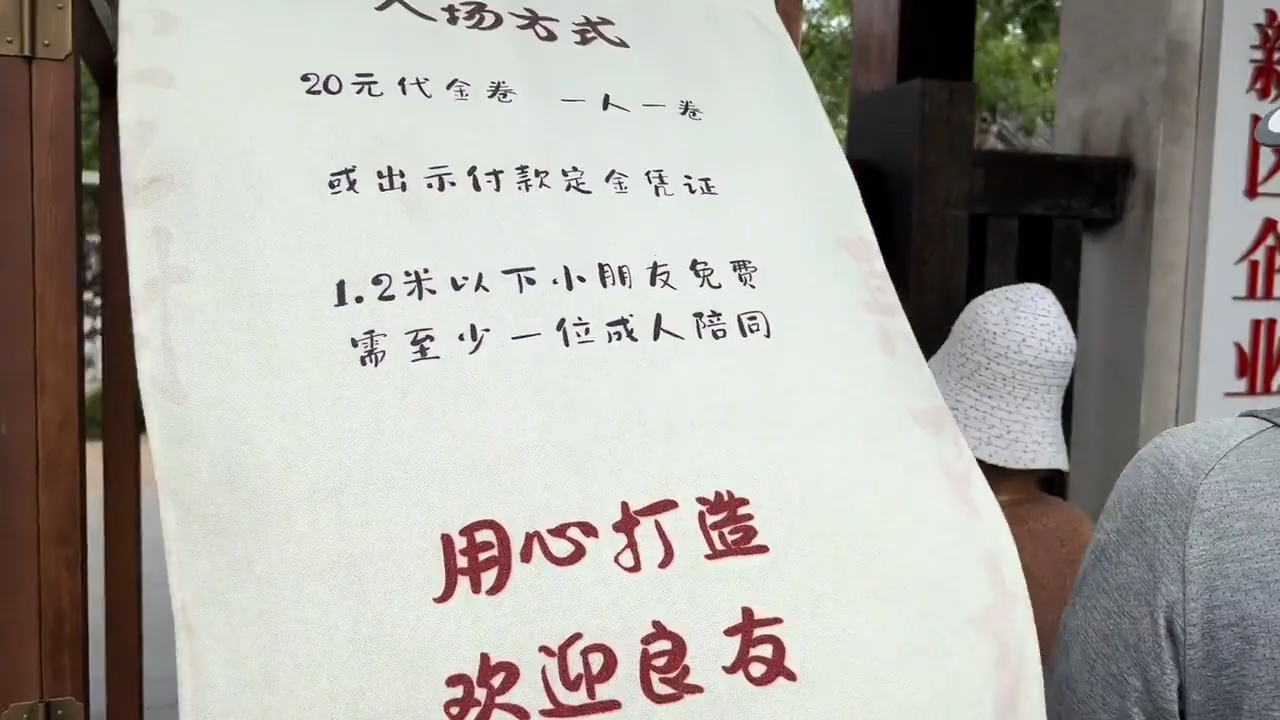 入场方式
20元代金卷 一人一卷
或出示付款定金凭证
1.2米以下小朋友免费
需至少一位成人陪同
用心打造
欢迎良友
新
区
企
业